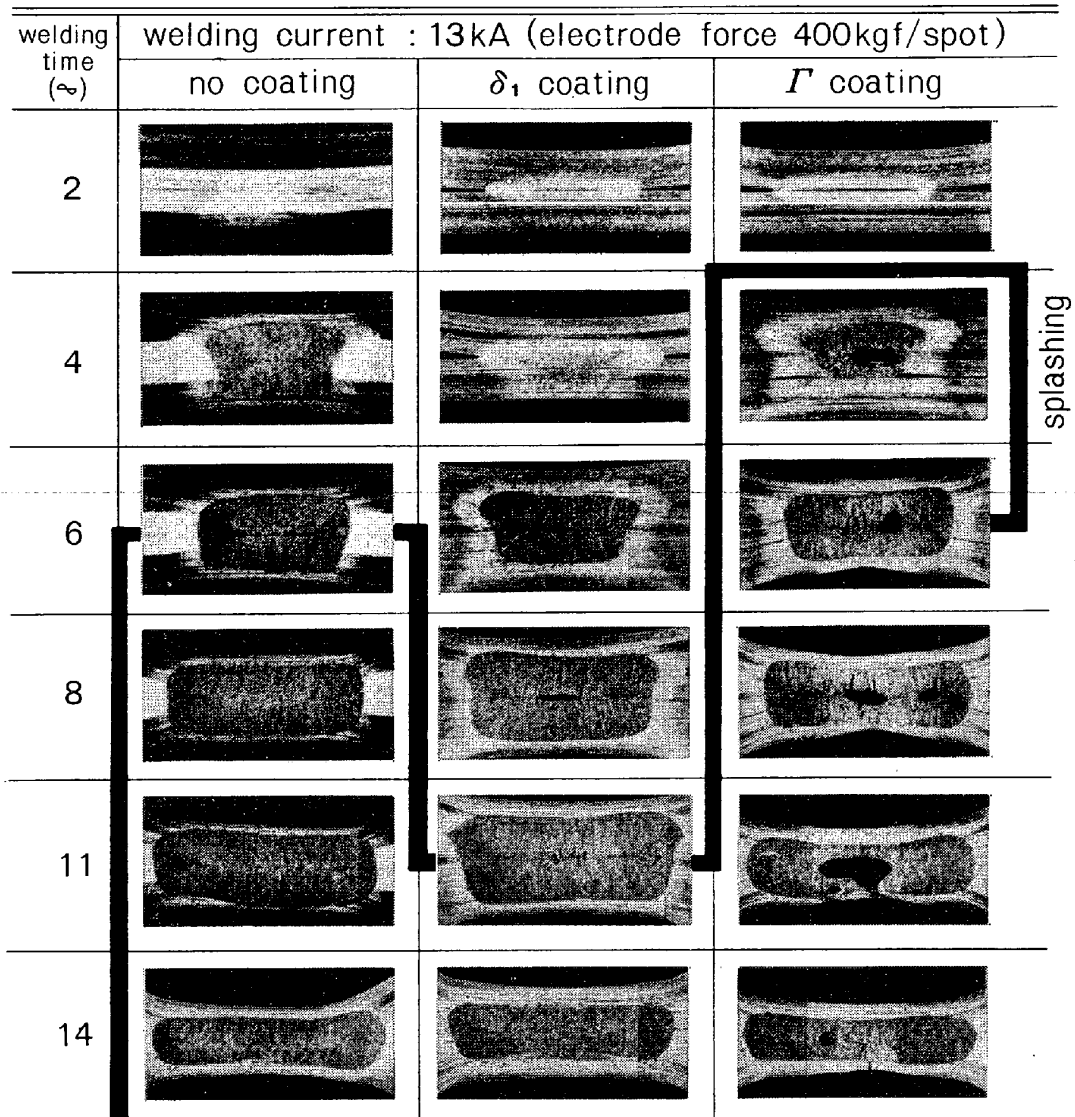 welding
time
(∾)
welding current : 13kA (electrode force 400kgf/spot)
no coating
δ₁ coating
Γ coating
2
4
6
8
11
14
splashing